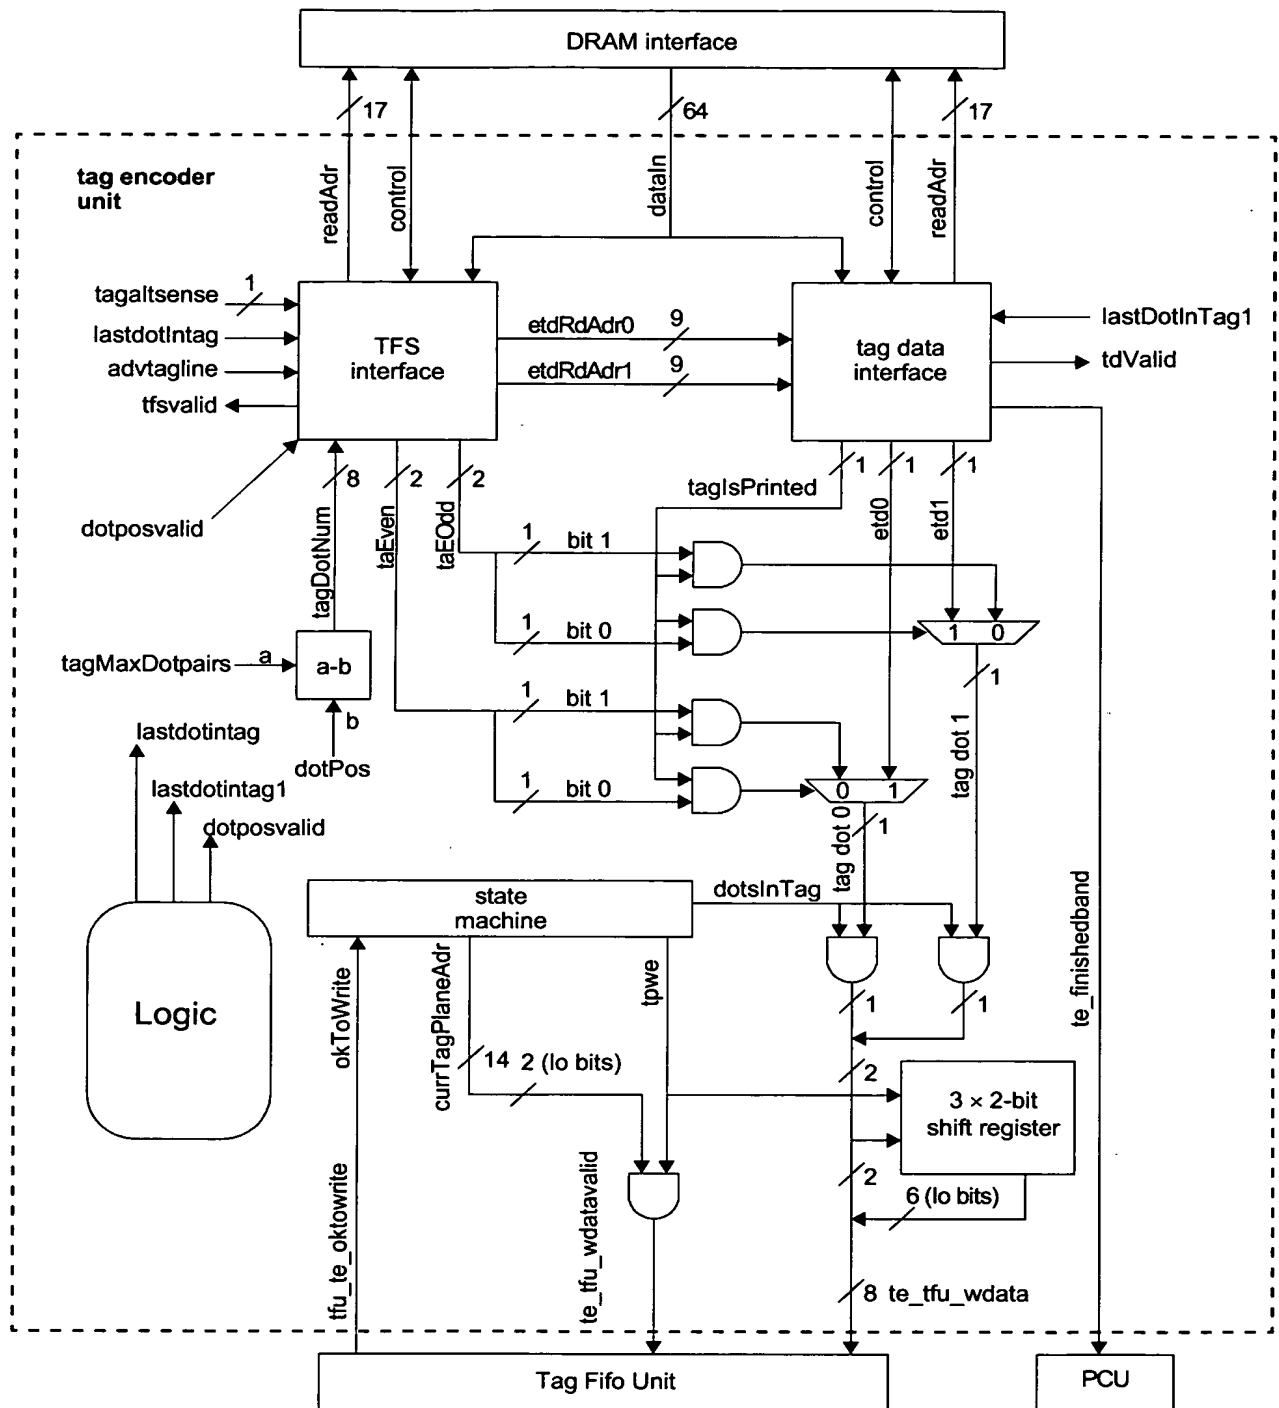 DRAM interface
17
64
17
tag encoder
unit
readAdr
control
dataIn
control
readAdr
tagaltsense
1
lastdotIntag
advtagline
tfsvalid
TFS
interface
etdRdAdr0
9
etdRdAdr1
9
tag data
interface
lastDotInTag1
tdValid
dotposvalid
8
2
2
1
1
1
tagIsPrinted
tagDotNum
taEven
taEOdd
etd0
etd1
1
bit 1
1
bit 0
1 0
1
tagMaxDotpairs
a
a-b
b
dotPos
1
bit 1
1
bit 0
0 1
1
tag dot 0
tag dot 1
lastdotintag
lastdotintag1
dotposvalid
Logic
state
machine
dotsInTag
okToWrite
currTagPlaneAdr
tpwe
te_finishedband
1
1
14
2 (lo bits)
2
3 × 2-bit
shift register
2
6 (lo bits)
tfu_te_oktowrite
te_tfu_wdatavalid
8 te_tfu_wdata
Tag Fifo Unit
PCU